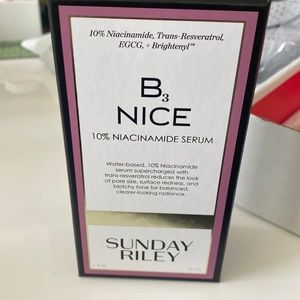 10% Niacinamide, Trans-Resveratrol,
EGCG, + Brightenyl™
B₃
NICE
10% NIACINAMIDE SERUM
Water-based, 10% Niacinamide
serum supercharged with
trans-resveratrol reduces the look
of pore size, surface redness, and
blotchy tone for balanced,
clearer-looking radiance.
SUNDAY
RILEY